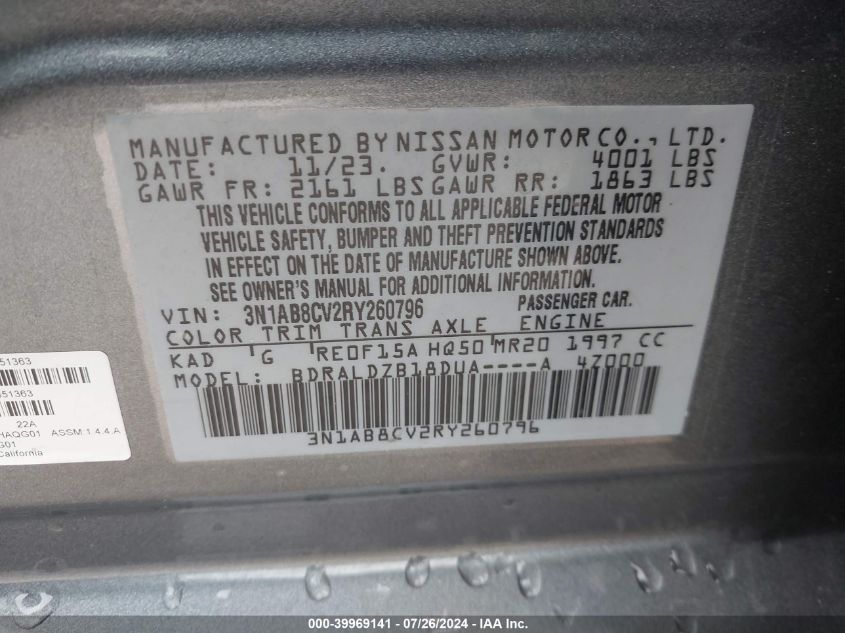 MANUFACTURED BY NISSAN MOTOR CO., LTD.
DATE: 11/23. GVWR: 4001 LBS
GAWR FR: 2161 LBS GAWR RR: 1863 LBS
THIS VEHICLE CONFORMS TO ALL APPLICABLE FEDERAL MOTOR
VEHICLE SAFETY, BUMPER AND THEFT PREVENTION STANDARDS
IN EFFECT ON THE DATE OF MANUFACTURE SHOWN ABOVE.
SEE OWNER'S MANUAL FOR ADDITIONAL INFORMATION.
VIN: 3N1AB8CV2RY260796 PASSENGER CAR.
COLOR TRIM TRANS AXLE ENGINE
KAD G RE0F15A HQ50 MR20 1997 CC
MODEL: BDRALDZB18DUA----A 4Z000
3N1AB8CV2RY260796
51363
51363
22A
HAQG01 ASSM:1.4.4.A
G01
California
000-39969141 / 07/26/2024 - IAA Inc.